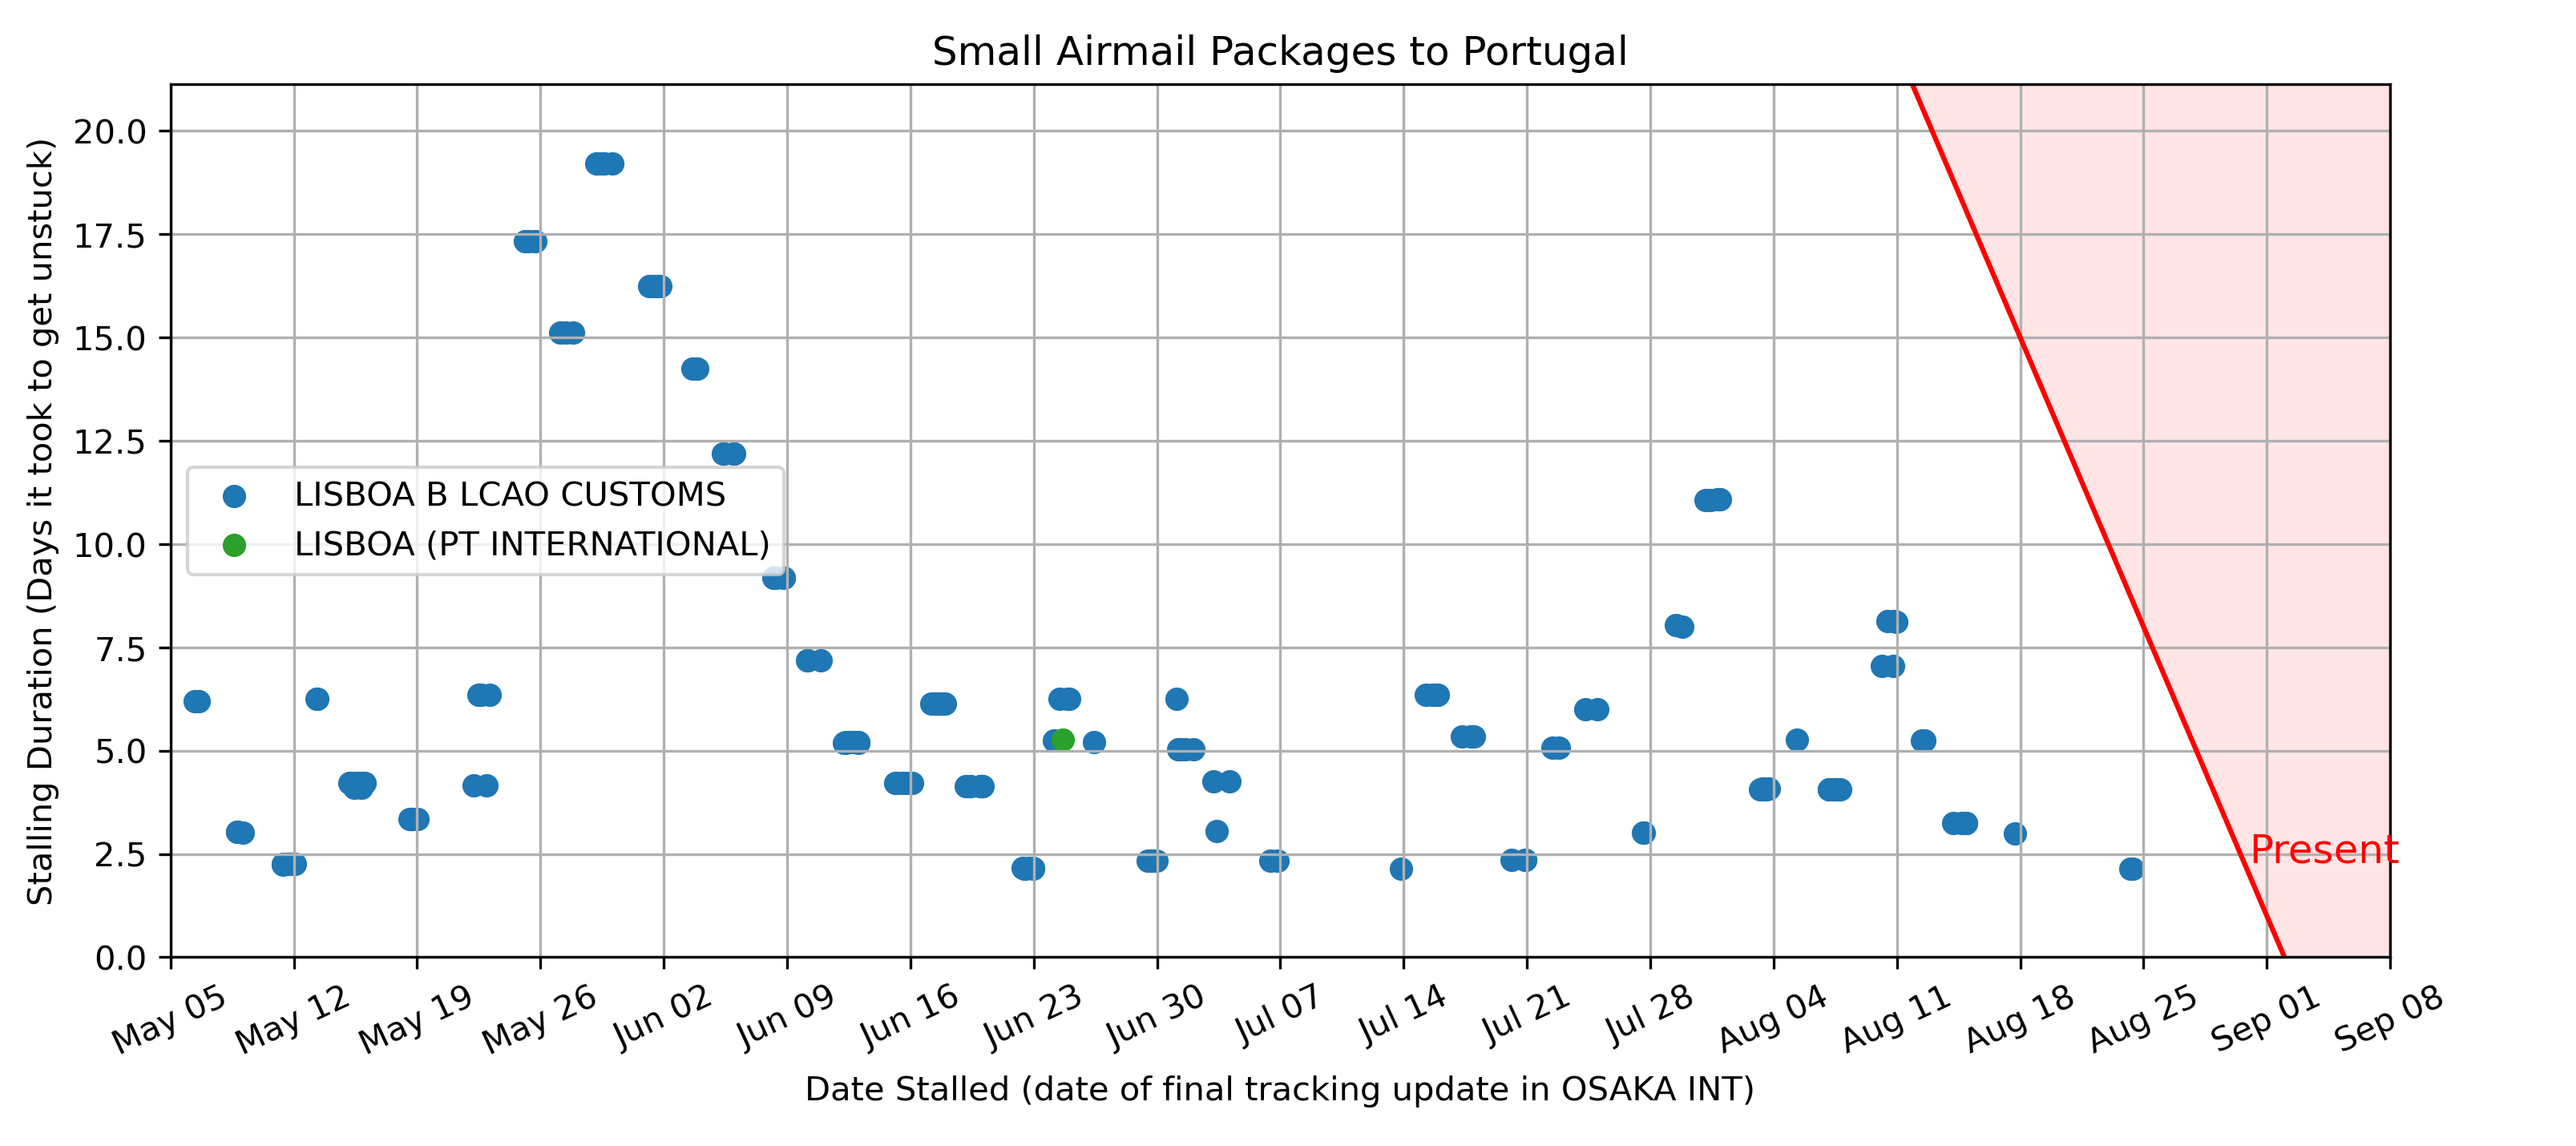 Small Airmail Packages to Portugal
Stalling Duration (Days it took to get unstuck)
20.0
17.5
15.0
12.5
10.0
7.5
5.0
2.5
0.0
LISBOA B LCAO CUSTOMS
LISBOA (PT INTERNATIONAL)
Present
May 05 May 12 May 19 May 26 Jun 02 Jun 09 Jun 16 Jun 23 Jun 30 Jul 07 Jul 14 Jul 21 Jul 28 Aug 04 Aug 11 Aug 18 Aug 25 Sep 01 Sep 08
Date Stalled (date of final tracking update in OSAKA INT)